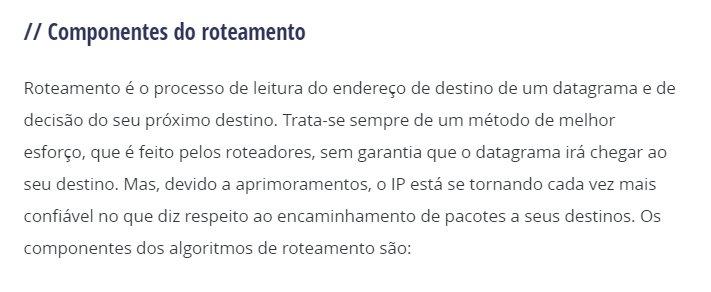 // Componentes do roteamento
Roteamento é o processo de leitura do endereço de destino de um datagrama e de
decisão do seu próximo destino. Trata-se sempre de um método de melhor
esforço, que é feito pelos roteadores, sem garantia que o datagrama irá chegar ao
seu destino. Mas, devido a aprimoramentos, o IP está se tornando cada vez mais
confiável no que diz respeito ao encaminhamento de pacotes a seus destinos. Os
componentes dos algoritmos de roteamento são: